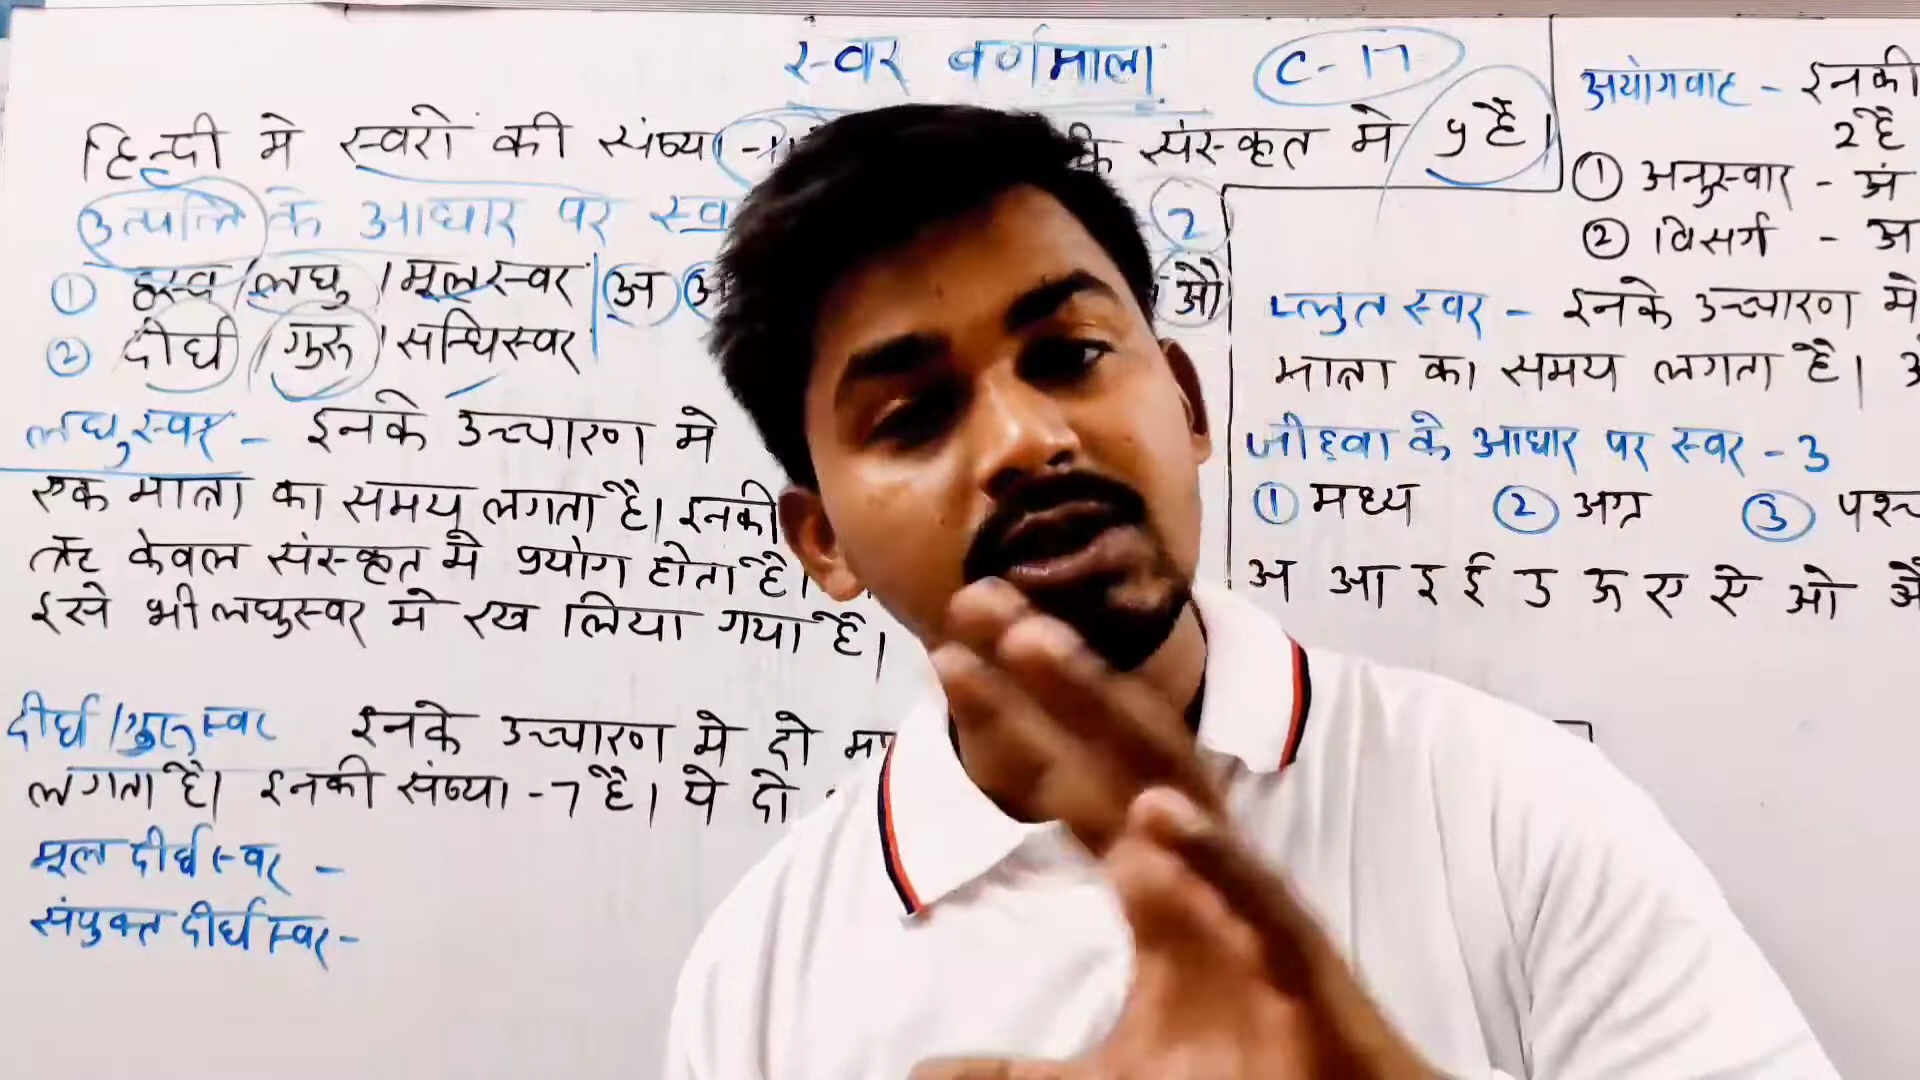 स्वर वर्णमाला C-17
हिन्दी मे स्वरो की संख्या -11 संस्कृत मे 9 है।
उत्पत्ति के आधार पर स्व 2
① ह्रस्व/लघु/मूलस्वर अ औ
② दीर्घ/गुरू/सन्धिस्वर
लघुस्वर - इनके उच्चारण मे
एक मात्रा का समय लगता है। इनकी
ऋ केवल संस्कृत मे प्रयोग होता है।
इसे भी लघुस्वर मे रख लिया गया है।
दीर्घ/गुरू स्वर इनके उच्चारण मे दो मा
लगता है। इनकी संख्या -7 है। ये दो
मूल दीर्घ स्वर -
संयुक्त दीर्घ स्वर -
अयोगवाह - इनकी
2 है
① अनुस्वार - अं
② विसर्ग - अ
प्लुत स्वर - इनके उच्चारण मे
मात्रा का समय लगता है।
जीह्वा के आधार पर स्वर - 3
① मध्य ② अग्र ③ पश्च
अ आ इ ई उ ऊ ए ऐ ओ औ